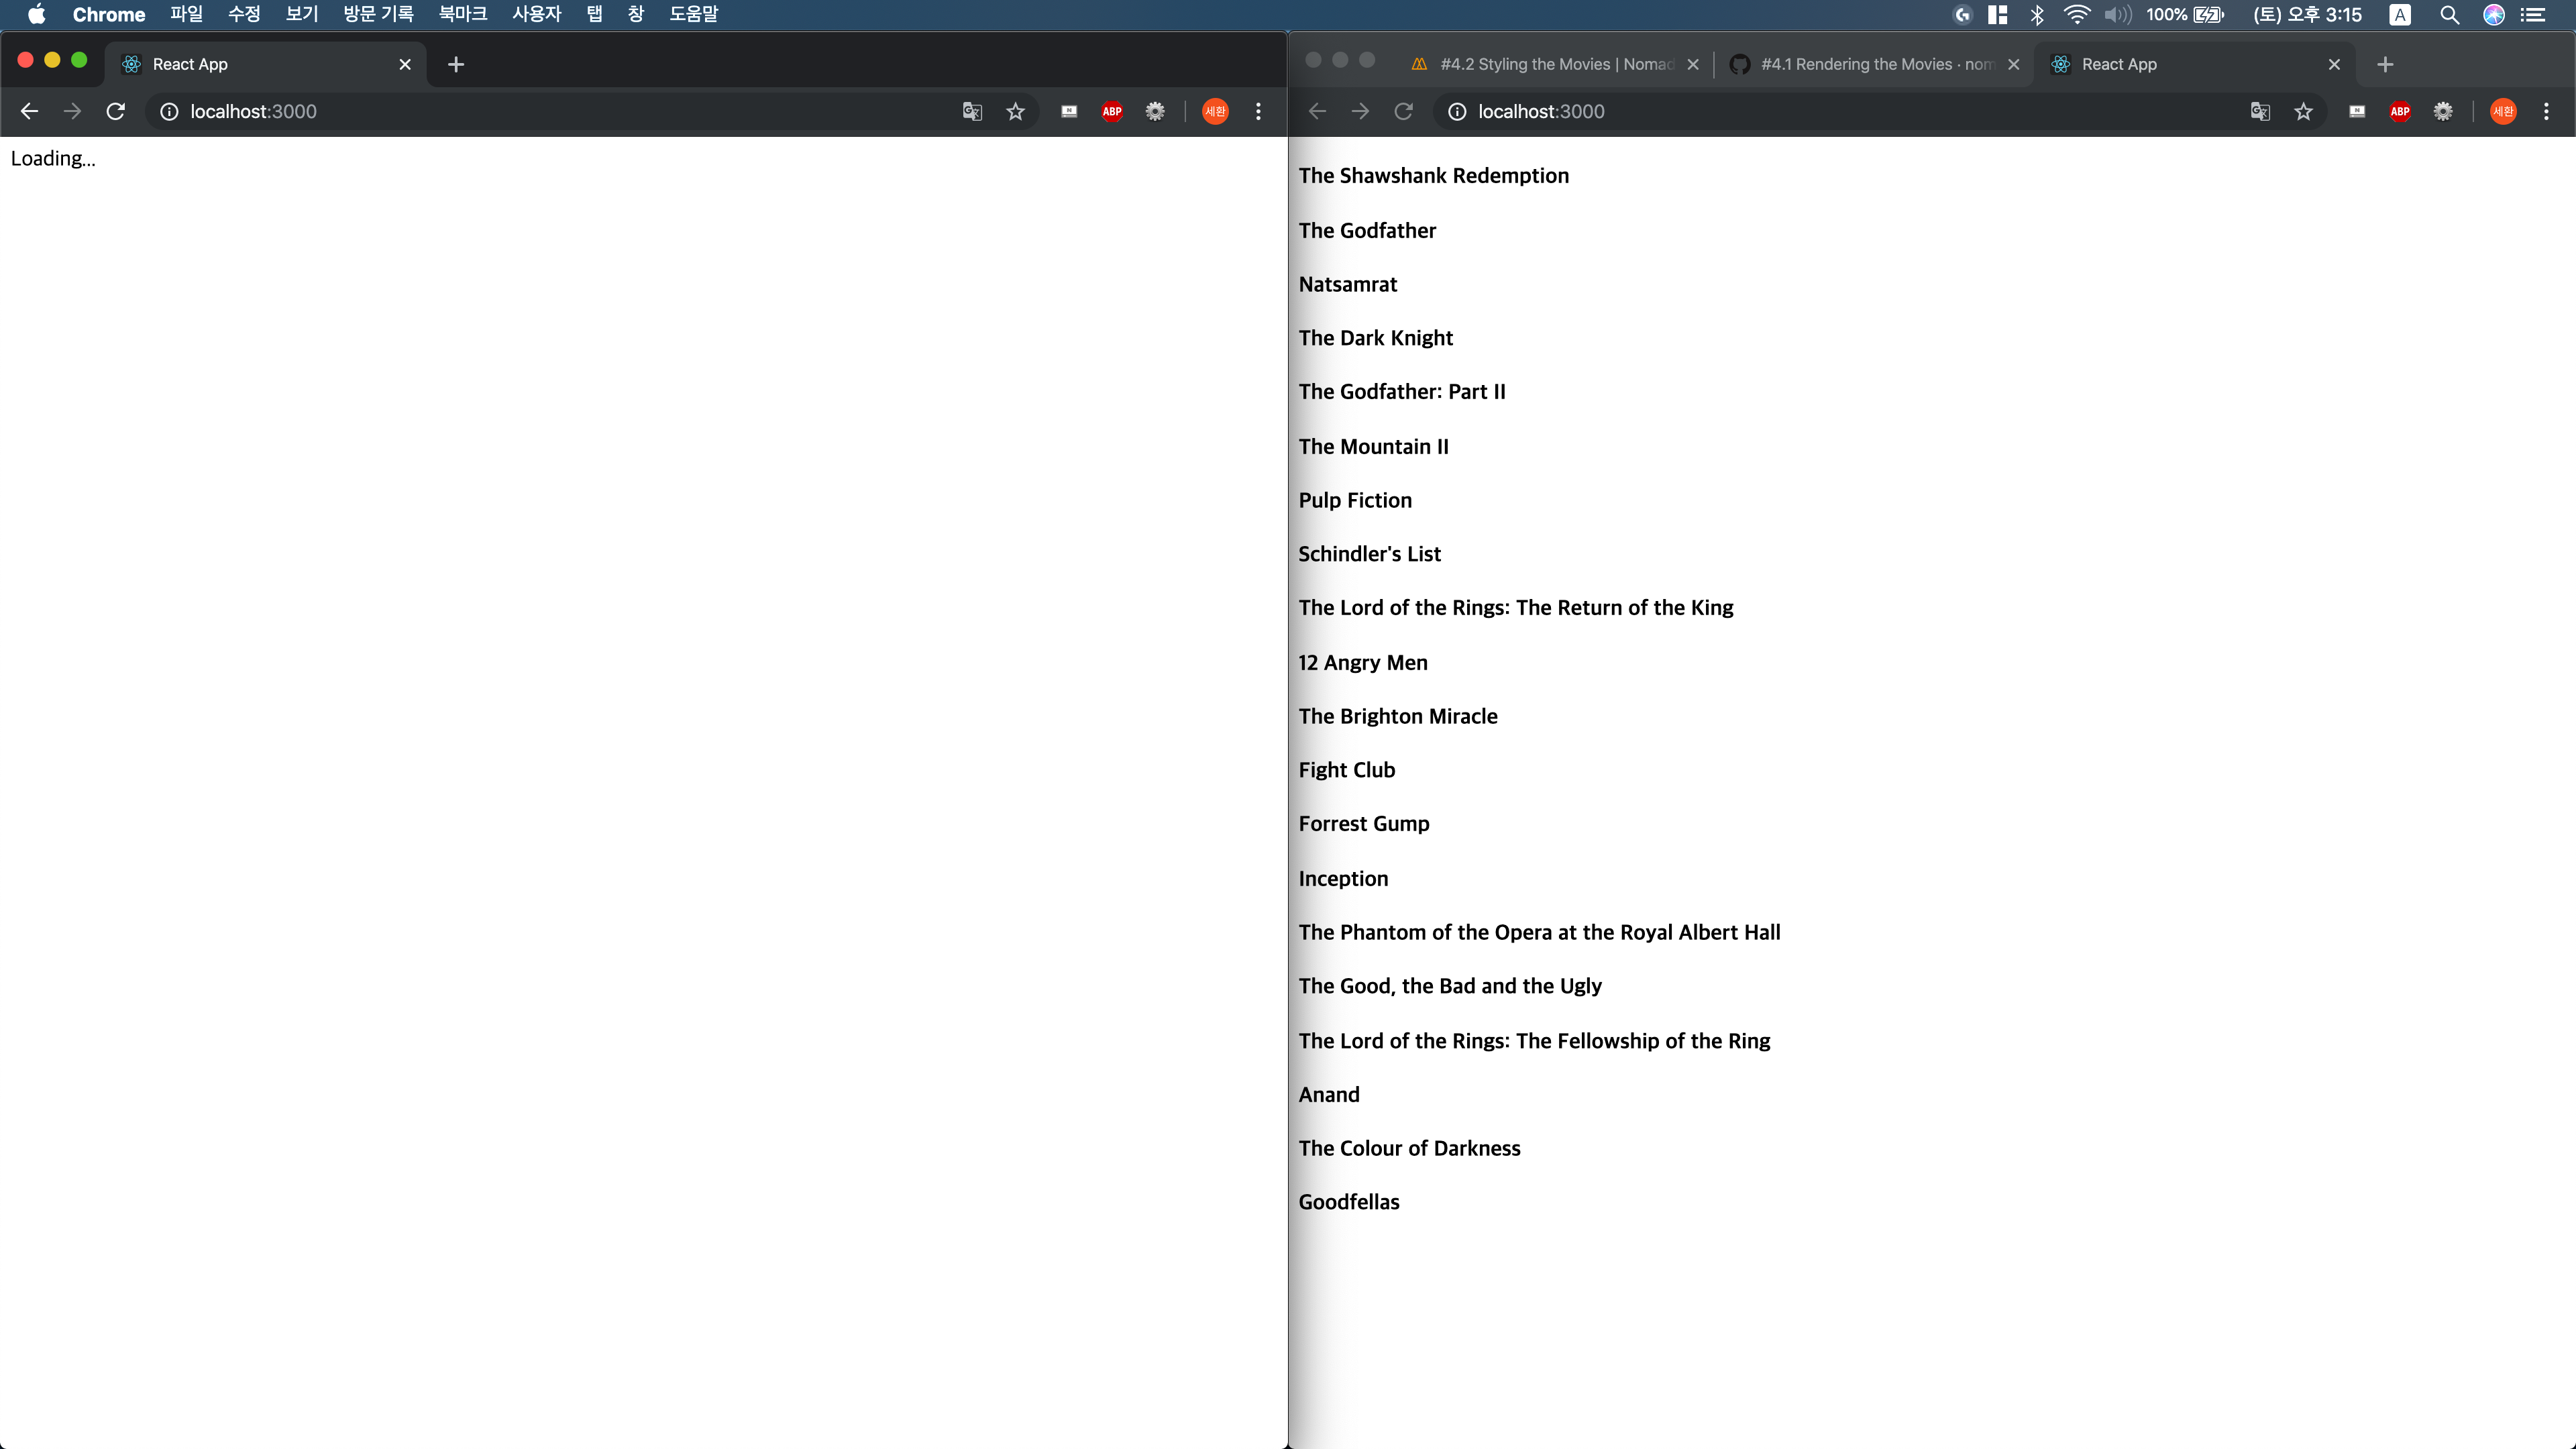 Chrome 파일 수정 보기 방문 기록 북마크 사용자 탭 창 도움말 100% (토) 오후 3:15 A
React App
localhost:3000 ABP 세환
Loading...
#4.2 Styling the Movies | Nomad #4.1 Rendering the Movies · nom React App
localhost:3000 ABP 세환
The Shawshank Redemption
The Godfather
Natsamrat
The Dark Knight
The Godfather: Part II
The Mountain II
Pulp Fiction
Schindler's List
The Lord of the Rings: The Return of the King
12 Angry Men
The Brighton Miracle
Fight Club
Forrest Gump
Inception
The Phantom of the Opera at the Royal Albert Hall
The Good, the Bad and the Ugly
The Lord of the Rings: The Fellowship of the Ring
Anand
The Colour of Darkness
Goodfellas